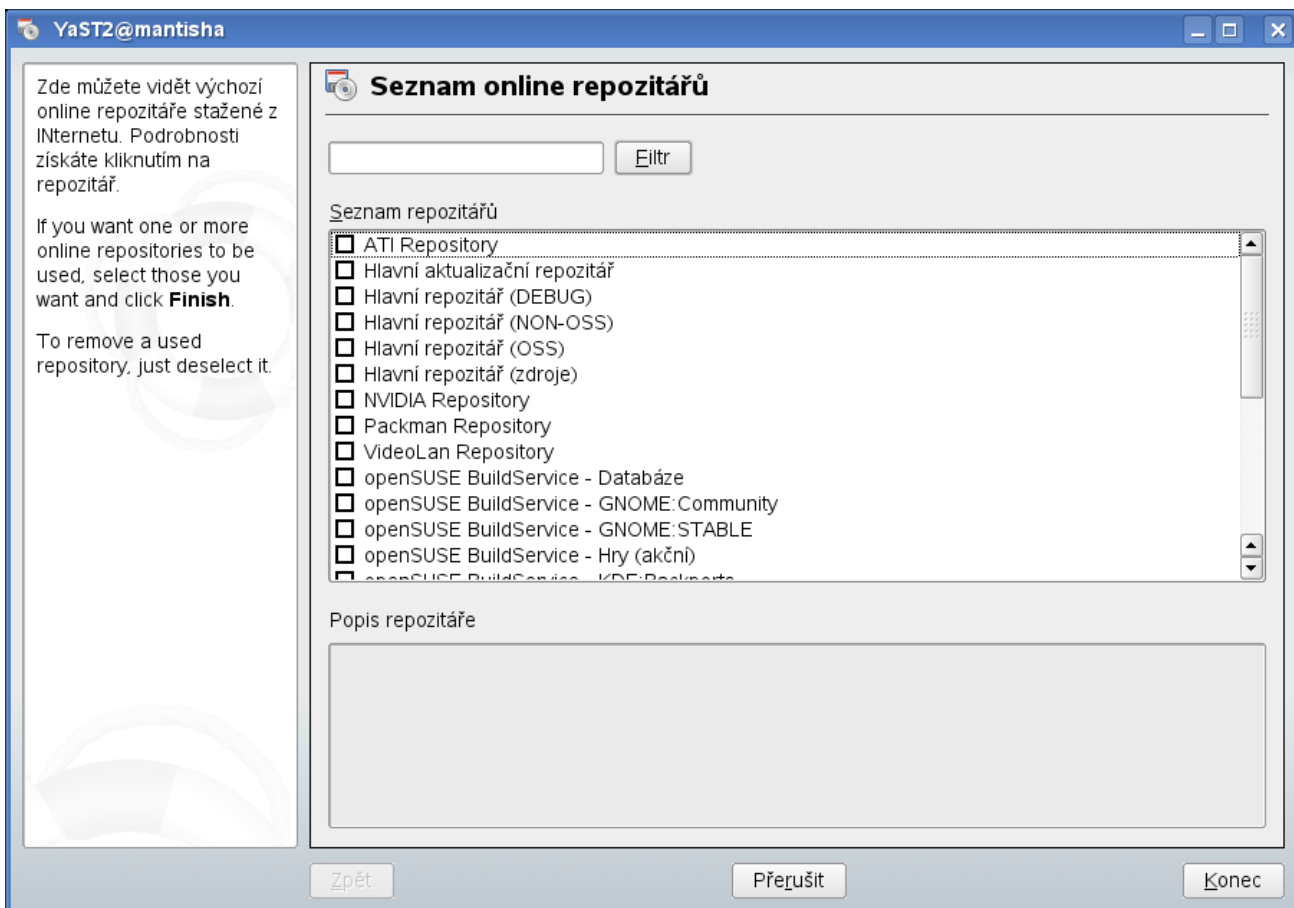 YaST2@mantisha
Zde můžete vidět výchozí
online repozitáře stažené z
INternetu. Podrobnosti
získáte kliknutím na
repozitář.
If you want one or more
online repositories to be
used, select those you
want and click Finish.
To remove a used
repository, just deselect it.
Seznam online repozitářů
Filtr
Seznam repozitářů
ATI Repository
Hlavní aktualizační repozitář
Hlavní repozitář (DEBUG)
Hlavní repozitář (NON-OSS)
Hlavní repozitář (OSS)
Hlavní repozitář (zdroje)
NVIDIA Repository
Packman Repository
VideoLan Repository
openSUSE BuildService - Databáze
openSUSE BuildService - GNOME:Community
openSUSE BuildService - GNOME:STABLE
openSUSE BuildService - Hry (akční)
openSUSE BuildService - KDE:Backports
Popis repozitáře
Zpět
Přerušit
Konec